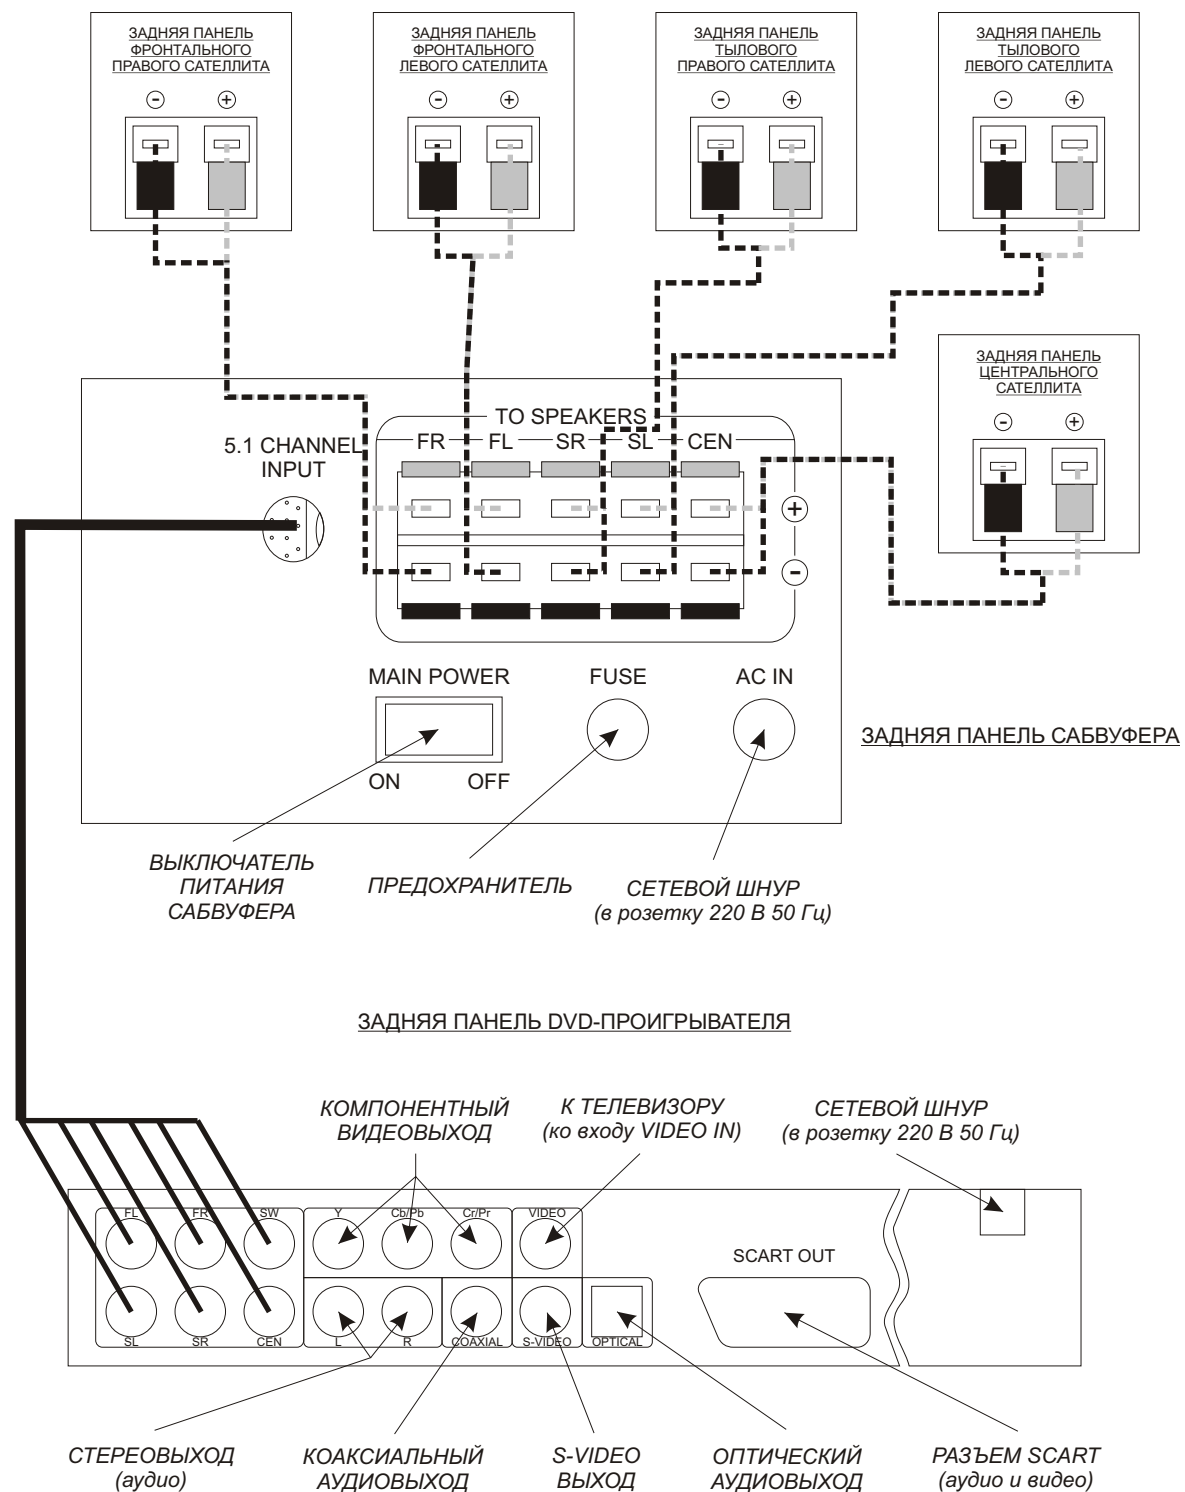 ЗАДНЯЯ ПАНЕЛЬ
ФРОНТАЛЬНОГО
ПРАВОГО САТЕЛЛИТА
ЗАДНЯЯ ПАНЕЛЬ
ФРОНТАЛЬНОГО
ЛЕВОГО САТЕЛЛИТА
ЗАДНЯЯ ПАНЕЛЬ
ТЫЛОВОГО
ПРАВОГО САТЕЛЛИТА
ЗАДНЯЯ ПАНЕЛЬ
ТЫЛОВОГО
ЛЕВОГО САТЕЛЛИТА
- +
- +
- +
- +
ЗАДНЯЯ ПАНЕЛЬ
ЦЕНТРАЛЬНОГО
САТЕЛЛИТА
- +
TO SPEAKERS
FR FL SR SL CEN
5.1 CHANNEL
INPUT
+
-
MAIN POWER
ON OFF
FUSE
AC IN
ЗАДНЯЯ ПАНЕЛЬ САБВУФЕРА
ВЫКЛЮЧАТЕЛЬ
ПИТАНИЯ
САБВУФЕРА
ПРЕДОХРАНИТЕЛЬ
СЕТЕВОЙ ШНУР
(в розетку 220 В 50 Гц)
ЗАДНЯЯ ПАНЕЛЬ DVD-ПРОИГРЫВАТЕЛЯ
КОМПОНЕНТНЫЙ
ВИДЕОВЫХОД
К ТЕЛЕВИЗОРУ
(ко входу VIDEO IN)
СЕТЕВОЙ ШНУР
(в розетку 220 В 50 Гц)
FL FR SW Y Cb/Pb Cr/Pr VIDEO
SCART OUT
SL SR CEN L R COAXIAL S-VIDEO OPTICAL
СТЕРЕОВЫХОД
(аудио)
КОАКСИАЛЬНЫЙ
АУДИОВЫХОД
S-VIDEO
ВЫХОД
ОПТИЧЕСКИЙ
АУДИОВЫХОД
РАЗЪЕМ SCART
(аудио и видео)